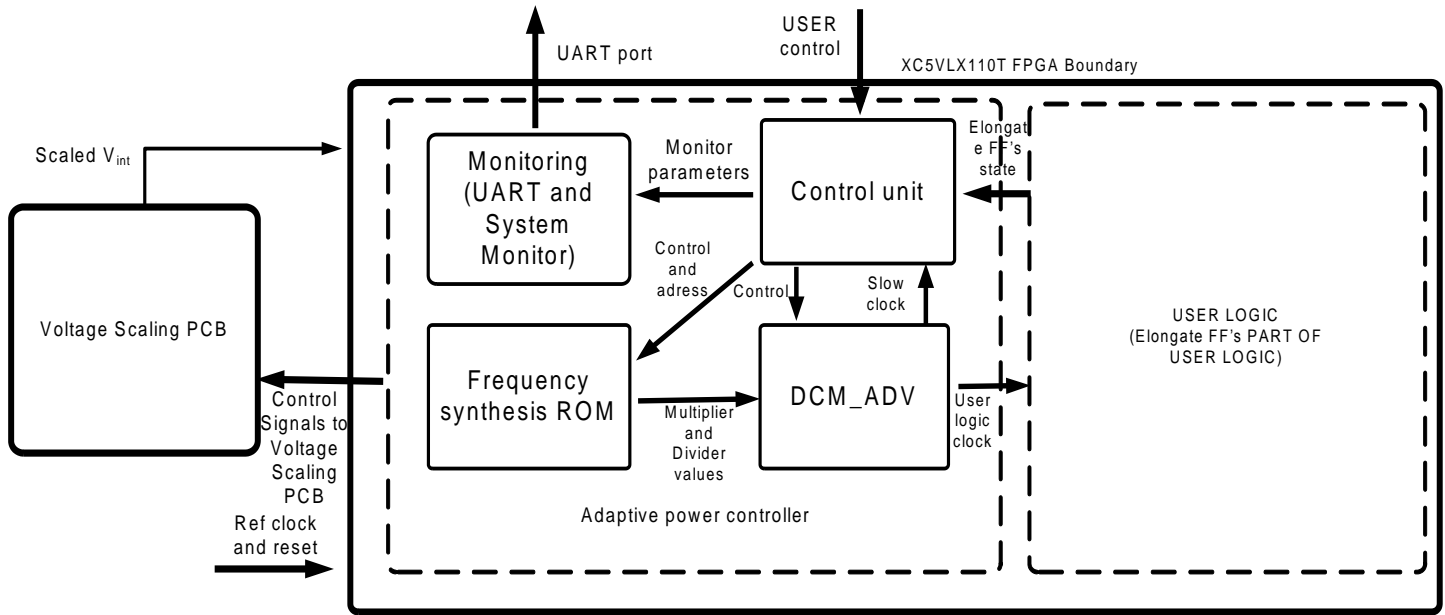 USER
control
UART port
XC5VLX110T FPGA Boundary
Scaled Vint
Monitoring
(UART and
System
Monitor)
Monitor
parameters
Control unit
Elongat
e FF's
state
Control
and
adress
Control
Slow
clock
Voltage Scaling PCB
USER LOGIC
(Elongate FF's PART OF
USER LOGIC)
Frequency
synthesis ROM
Multiplier
and
Divider
values
DCM_ADV
User
logic
clock
Control
Signals to
Voltage
Scaling
PCB
Adaptive power controller
Ref clock
and reset